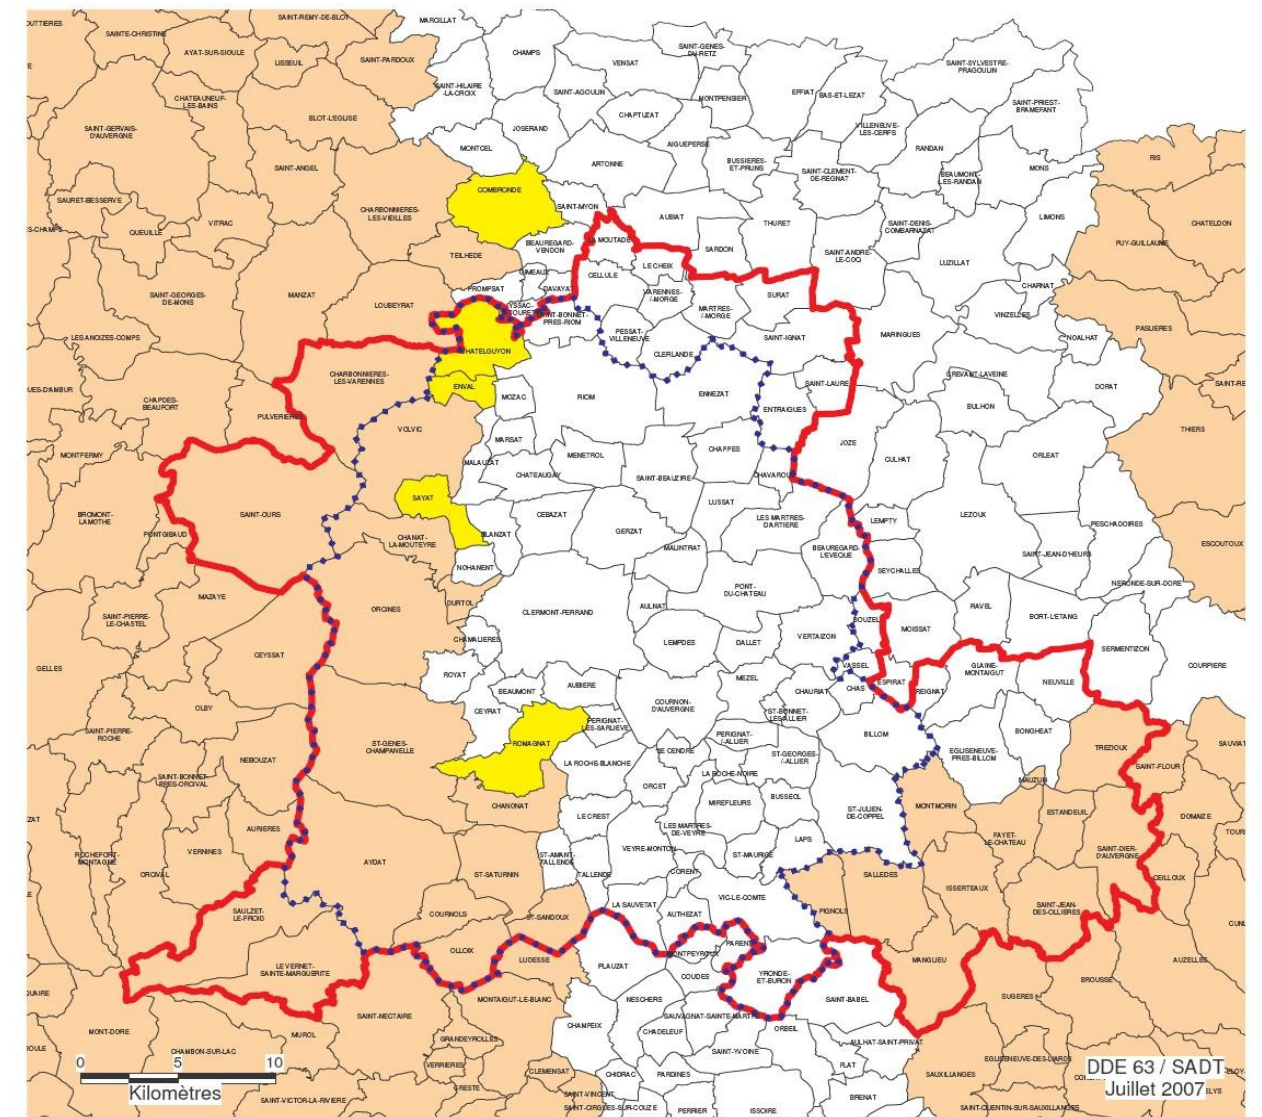 SAINT-REMY-DE-BLOT
MARCILLAT
SAINTE-CHRISTINE
AYAT-SUR-SIOULE
LISSEUIL
SAINT-PARDOUX
CHAMPS
SAINT-GENES-
DU-RETZ
VENSAT
SAINT-SYLVESTRE-
PRAGOULIN
CHATEAUNEUF-
LES-BAINS
SAINT-HILAIRE
-LA-CROIX
SAINT-AGOULIN
MONTPENSIER
EFFIAT
BAS-ET-LEZAT
SAINT-PRIEST-
BRAMEFANT
BLOT-L'EGLISE
CHAPTUZAT
SAINT-GERVAIS-
D'AUVERGNE
JOSERAND
VILLENEUVE-
LES-CERFS
MONTCEL
AIGUEPERSE
RANDAN
RIS
SAINT-ANGEL
ARTONNE
BUSSIERES-
ET-PRUNS
SAINT-CLEMENT-
DE-REGNAT
BEAUMONT-
LES-RANDAN
MONS
COMBRONDE
SAURET-BESSERVE
CHARBONNIERES-
LES-VIEILLES
SAINT-MYON
AUBIAT
THURET
SAINT-DENIS-
COMBARNAZAT
LIMONS
CHATELDON
QUEUILLE
VITRAC
BEAUREGARD-
VENDON
LA MOUTADE
SARDON
SAINT-ANDRE-
LE-COQ
PUY-GUILLAUME
TEILHEDE
GIMEAUX
CELLULE
LE CHEIX
LUZILLAT
SAINT-GEORGES-
DE-MONS
MANZAT
LOUBEYRAT
PROMPSAT
DAVAYAT
VARENNES-
/-MORGE
SURAT
CHARNAT
MARTRES-
/-MORGE
VINZELLES
PASLIERES
LES ANCIZES-COMPS
PESSAT-
VILLENEUVE
SAINT-IGNAT
MARINGUES
NOALHAT
CHATELGUYON
CLERLANDE
CHARBONNIERES-
LES-VARENNES
ENVAL
MOZAC
RIOM
ENNEZAT
SAINT-LAURE
CREVANT-LAVEINE
DORAT
CHAPDES-
BEAUFORT
PULVERIERES
ENTRAIGUES
BULHON
VOLVIC
MARSAT
MENETROL
CHAPPES
JOZE
THIERS
MONTFERMY
MALAUZAT
CHATEAUGAY
SAINT-BEAUZIRE
CHAVAROUX
CULHAT
ORLEAT
SAYAT
LUSSAT
BROMONT-
LAMOTHE
SAINT-OURS
CEBAZAT
LES MARTRES-
D'ARTIERE
LEMPTY
LEZOUX
PESCHADOIRES
PONTGIBAUD
CHANAT-
LA-MOUTEYRE
BLANZAT
GERZAT
MALINTRAT
BEAUREGARD-
L'EVEQUE
SAINT-JEAN-D'HEURS
ESCOUTOUX
NOHANENT
SEYCHALLES
MAZAYE
PONT-
DU-CHATEAU
NERONDE-SUR-DORE
SAINT-PIERRE-
LE-CHASTEL
ORCINES
DURTOL
CLERMONT-FERRAND
AULNAT
RAVEL
BORT-L'ETANG
BOUZEL
MOISSAT
CHAMALIERES
LEMPDES
DALLET
VERTAIZON
SERMENTIZON
GELLES
CEYSSAT
ROYAT
VASSEL
GLAINE-
MONTAIGUT
COURPIERE
BEAUMONT
AUBIERE
MEZEL
CHAURIAT
CHAS
ESPIRAT
REIGNAT
NEUVILLE
OLBY
CEYRAT
COURNON-
D'AUVERGNE
ST-BONNET-
LES-ALLIER
SAINT-PIERRE-
ROCHE
PERIGNAT-
LES-SARLIEVE
PERIGNAT-
/-ALLIER
BILLOM
BONGHEAT
ST-GENES-
CHAMPANELLE
ROMAGNAT
LE CENDRE
EGLISENEUVE-
PRES-BILLOM
TREZIOUX
NEBOUZAT
LA ROCHE-BLANCHE
LA ROCHE-NOIRE
ST-GEORGES-
/-ALLIER
SAINT-FLOUR
SAINT-BONNET-
PRES-ORCIVAL
ORCET
MAUZUN
CHANONAT
MIREFLEURS
BUSSEOL
MONTMORIN
LE CREST
ST-JULIEN-
DE-COPPEL
ESTANDEUIL
DOMAIZE
AURIERES
LES MARTRES-
DE-VEYRE
FAYET-
LE-CHATEAU
ROCHEFORT-
MONTAGNE
VERNINES
AYDAT
VEYRE-MONTON
LAPS
SAINT-DIER-
D'AUVERGNE
ORCIVAL
ST-SATURNIN
ST-AMANT-
TALLENDE
TALLENDE
CORENT
ST-MAURICE
SALLEDES
ISSERTEAUX
CEILLOUX
SAULZET-
LE-FROID
COURNOLS
ST-SANDOUX
LA SAUVETAT
AUTHEZAT
VIC-LE-COMTE
PIGNOLS
SAINT-JEAN-
DES-OLLIERES
OLLOIX
LUDESSE
PLAUZAT
MONTPEYROUX
PARENT
MANGLIEU
AUZELLES
LE VERNET-
SAINTE-MARGUERITE
COUDES
YRONDE-
ET-BURON
BROUSSE
MONTAIGUT-LE-BLANC
NESCHERS
SAINT-BABEL
SUGERES
MONT-DORE
SAINT-NECTAIRE
CHAMPEIX
CHADELEUF
SAUVAGNAT-SAINTE-MARTHE
ORBEIL
MUROL
GRANDEYROLLES
AULHAT-SAINT-PRIVAT
CHAMBON-SUR-LAC
VERRIERES
SAINT-YVOINE
FLAT
EGLISENEUVE-DES-LIARDS
CLEMENSAT
CHIDRAC
PARDINES
SAUXILLANGES
SAINT-VICTOR-LA-RIVIERE
SAINT-VINCENT
BRENAT
SAINT-CIRGUES-SUR-COUZE
PERRIER
ISSOIRE
SAINT-QUENTIN-SUR-SAUXILLANGES
0 5 10
Kilomètres
DDE 63 / SADT
Juillet 2007